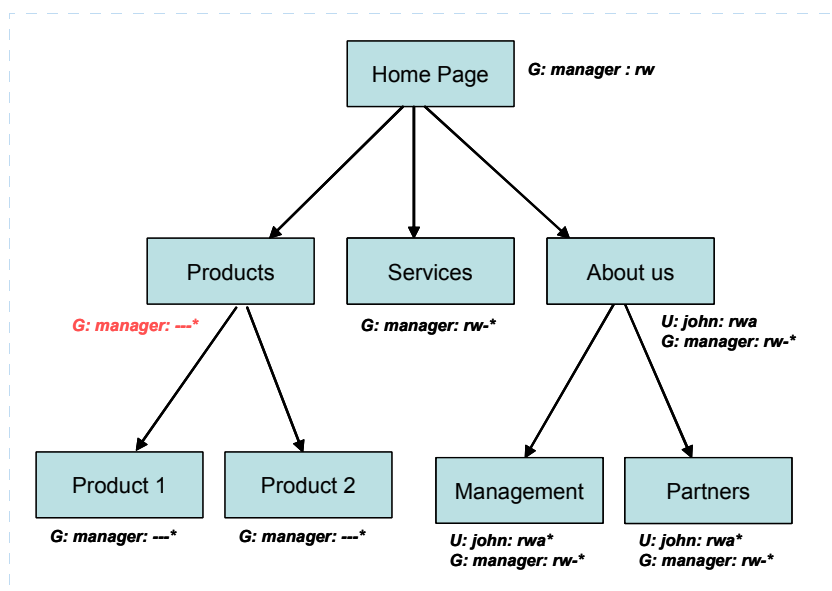 Home Page
G: manager : rw
Products
Services
About us
G: manager: ---*
G: manager: rw-*
U: john: rwa
G: manager: rw-*
Product 1
Product 2
Management
Partners
G: manager: ---*
G: manager: ---*
U: john: rwa*
G: manager: rw-*
U: john: rwa*
G: manager: rw-*